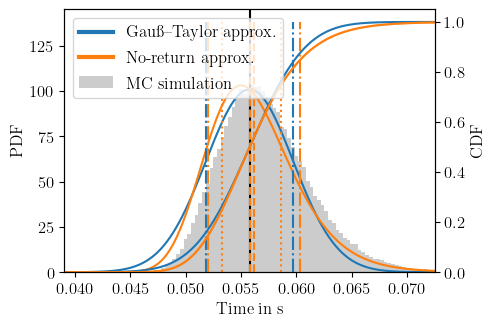 Gauß–Taylor approx.
No-return approx.
MC simulation
PDF
125
100
75
50
25
0
CDF
1.0
0.8
0.6
0.4
0.2
0.0
0.040 0.045 0.050 0.055 0.060 0.065 0.070
Time in s